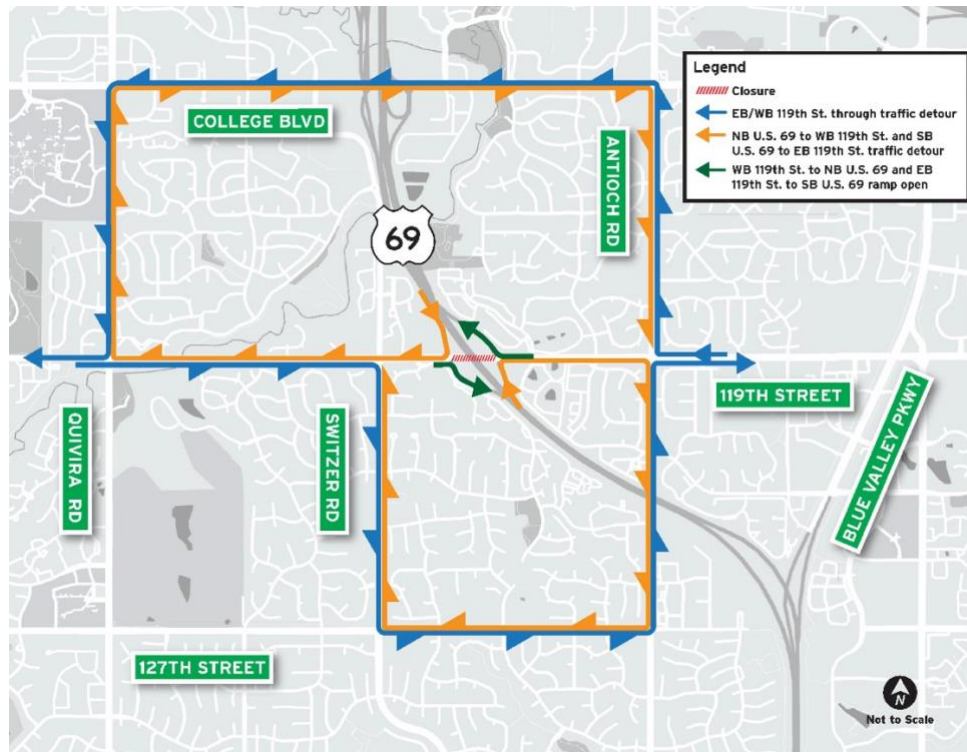 Legend
Closure
EB/WB 119th St. through traffic detour
NB U.S. 69 to WB 119th St. and SB
U.S. 69 to EB 119th St. traffic detour
WB 119th St. to NB U.S. 69 and EB
119th St. to SB U.S. 69 ramp open
COLLEGE BLVD
ANTIOCH RD
69
119TH STREET
BLUE VALLEY PKWY
QUIVIRA RD
SWITZER RD
127TH STREET
N
Not to Scale